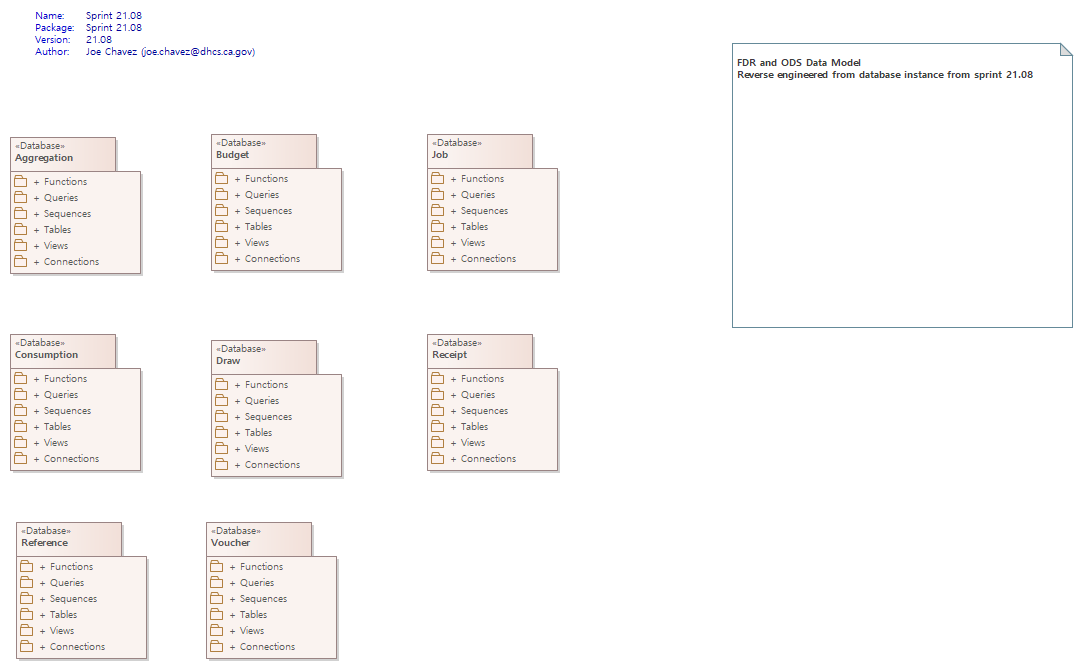 Name: Sprint 21.08
Package: Sprint 21.08
Version: 21.08
Author: Joe Chavez (joe.chavez@dhcs.ca.gov)
FDR and ODS Data Model
Reverse engineered from database instance from sprint 21.08
«Database»
Aggregation
+ Functions
+ Queries
+ Sequences
+ Tables
+ Views
+ Connections
«Database»
Budget
+ Functions
+ Queries
+ Sequences
+ Tables
+ Views
+ Connections
«Database»
Job
+ Functions
+ Queries
+ Sequences
+ Tables
+ Views
+ Connections
«Database»
Consumption
+ Functions
+ Queries
+ Sequences
+ Tables
+ Views
+ Connections
«Database»
Draw
+ Functions
+ Queries
+ Sequences
+ Tables
+ Views
+ Connections
«Database»
Receipt
+ Functions
+ Queries
+ Sequences
+ Tables
+ Views
+ Connections
«Database»
Reference
+ Functions
+ Queries
+ Sequences
+ Tables
+ Views
+ Connections
«Database»
Voucher
+ Functions
+ Queries
+ Sequences
+ Tables
+ Views
+ Connections